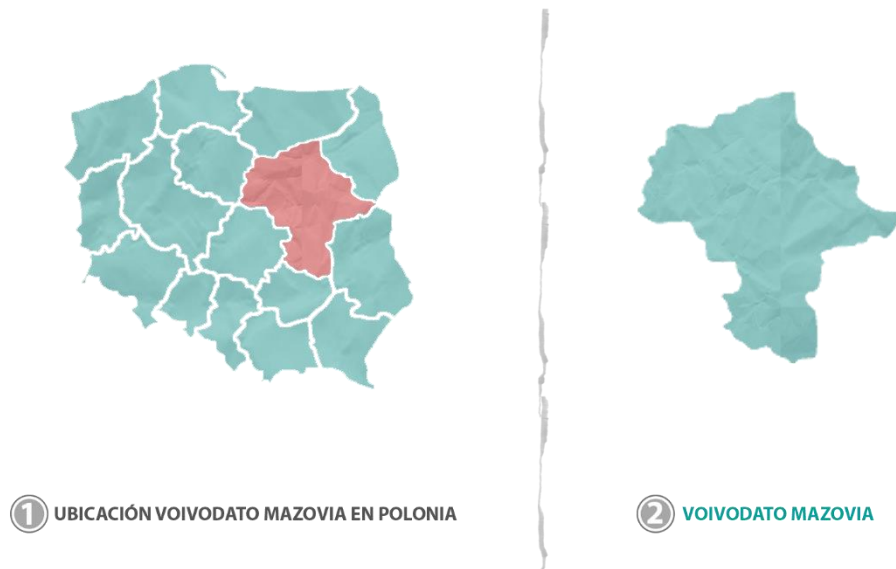 1 UBICACIÓN VOIVODATO MAZOVIA EN POLONIA
2 VOIVODATO MAZOVIA